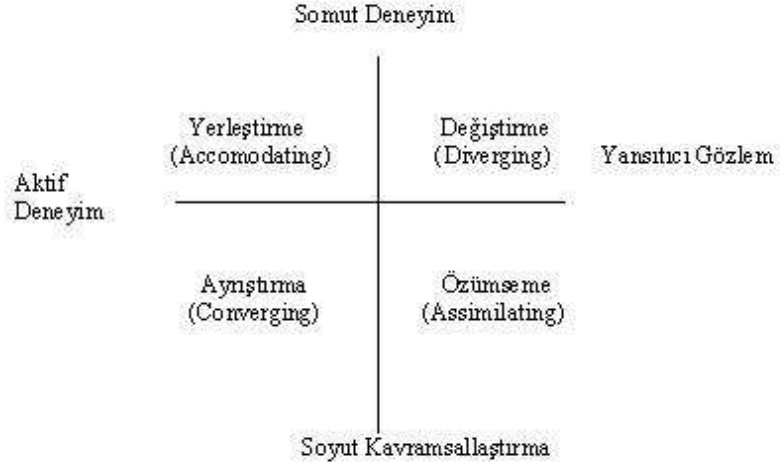 Somut Deneyim
Yerleştirme
(Accomodating)
Değiştirme
(Diverging)
Yansıtıcı Gözlem
Aktif
Deneyim
Ayrıştırma
(Converging)
Özümseme
(Assimilating)
Soyut Kavramsallaştırma